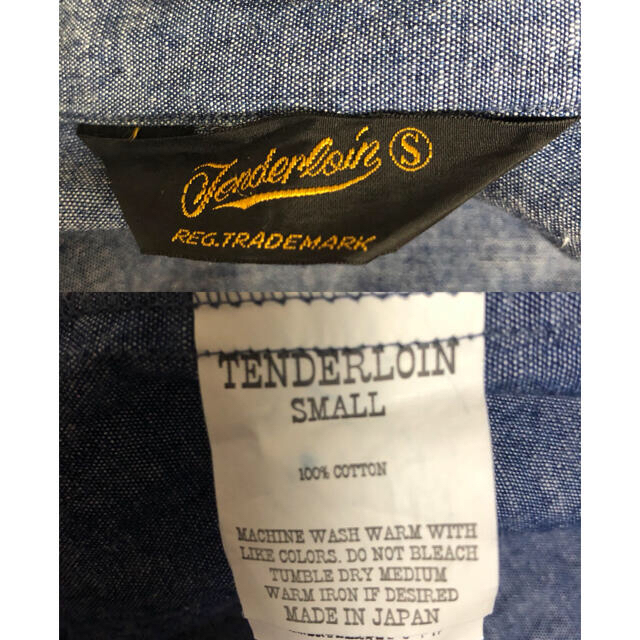 Tenderloin S
REG.TRADEMARK
TENDERLOIN
SMALL
100% COTTON
MACHINE WASH WARM WITH
LIKE COLORS. DO NOT BLEACH
TUMBLE DRY MEDIUM
WARM IRON IF DESIRED
MADE IN JAPAN